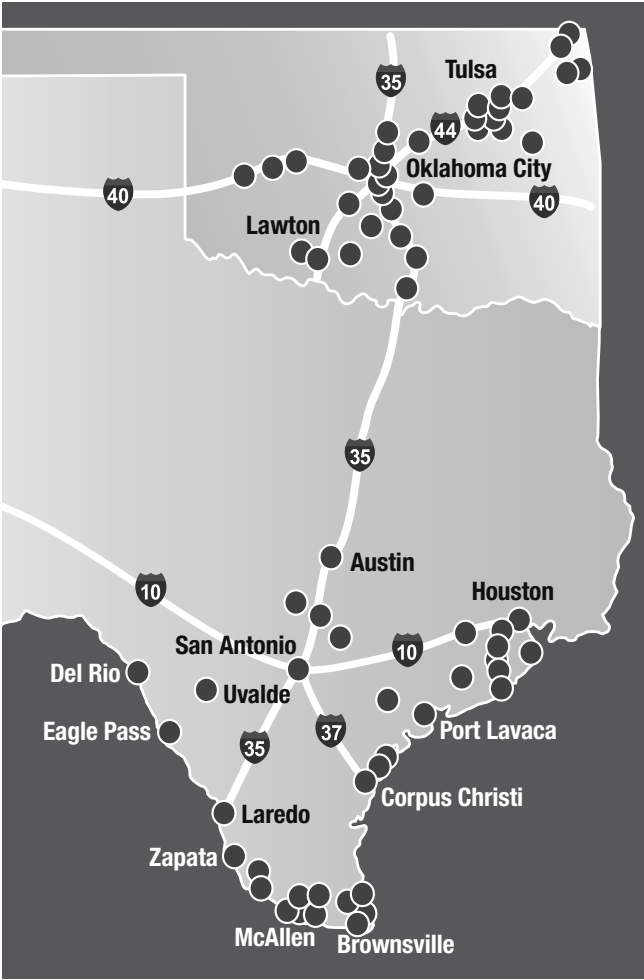 35
Tulsa
44
Oklahoma City
40
40
Lawton
35
Austin
10
Houston
San Antonio
10
Del Rio
Uvalde
Eagle Pass
Port Lavaca
35
37
Corpus Christi
Laredo
Zapata
McAllen
Brownsville